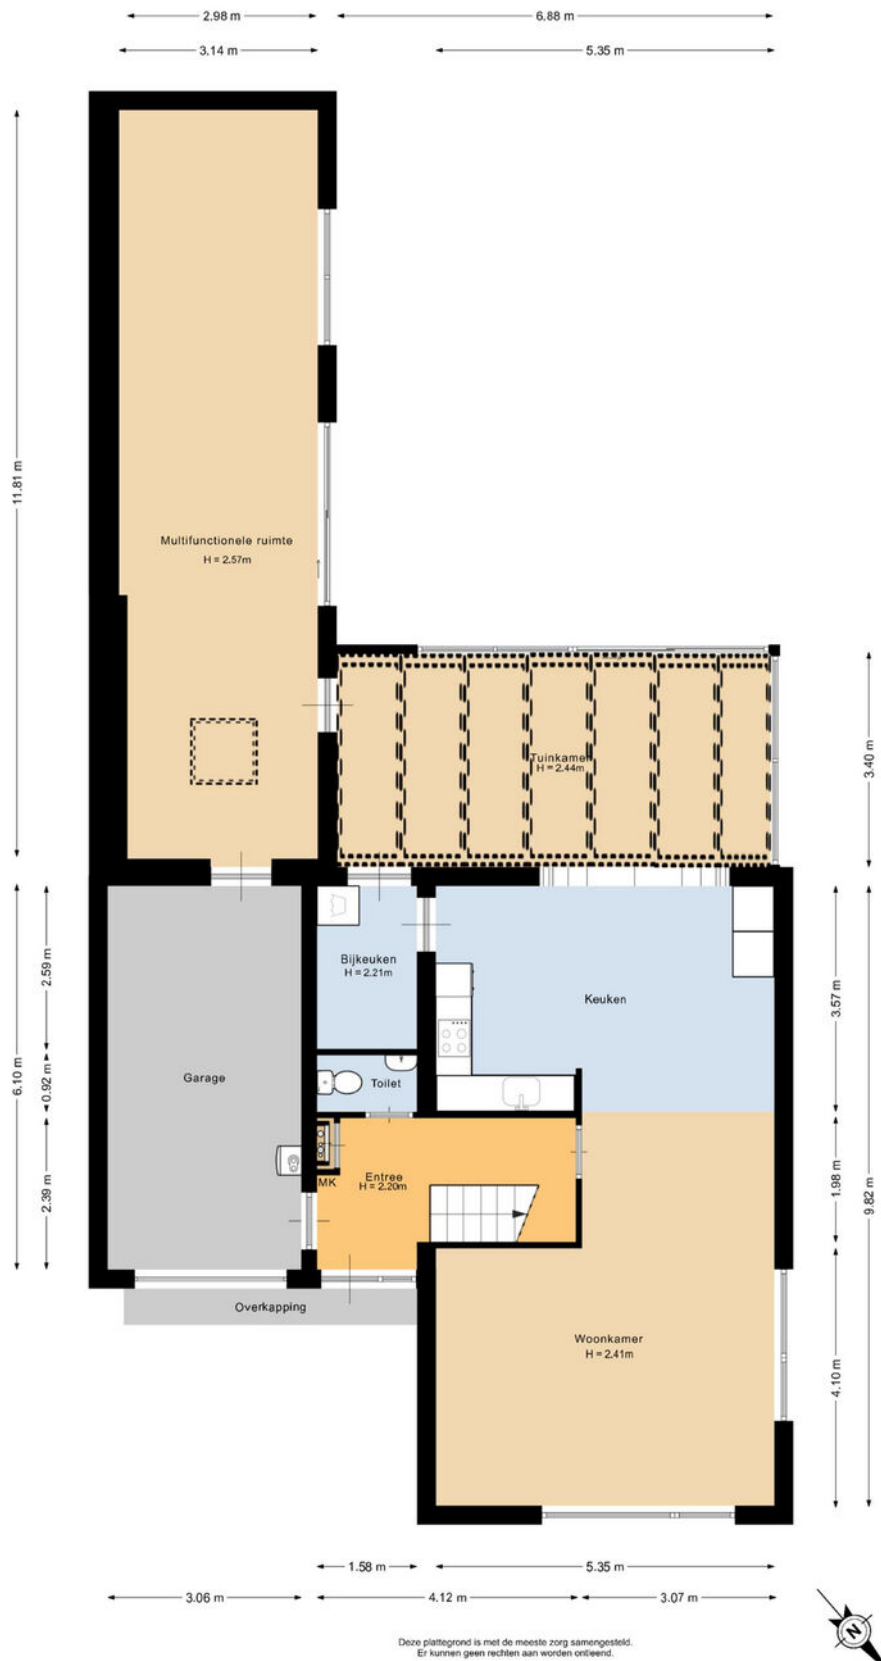 2.98 m
6.88 m
3.14 m
5.35 m
11.81 m
Multifunctionele ruimte
H = 2.57m
Tuinkamer
H = 2.44m
3.40 m
2.59 m
Bijkeuken
H = 2.21m
Keuken
3.57 m
6.10 m
0.92 m
Garage
Toilet
2.39 m
MK
Entree
H = 2.20m
1.98 m
9.82 m
Overkapping
Woonkamer
H = 2.41m
4.10 m
1.58 m
5.35 m
3.06 m
4.12 m
3.07 m
N
Deze plattegrond is met de meeste zorg samengesteld.
Er kunnen geen rechten aan worden ontleend.